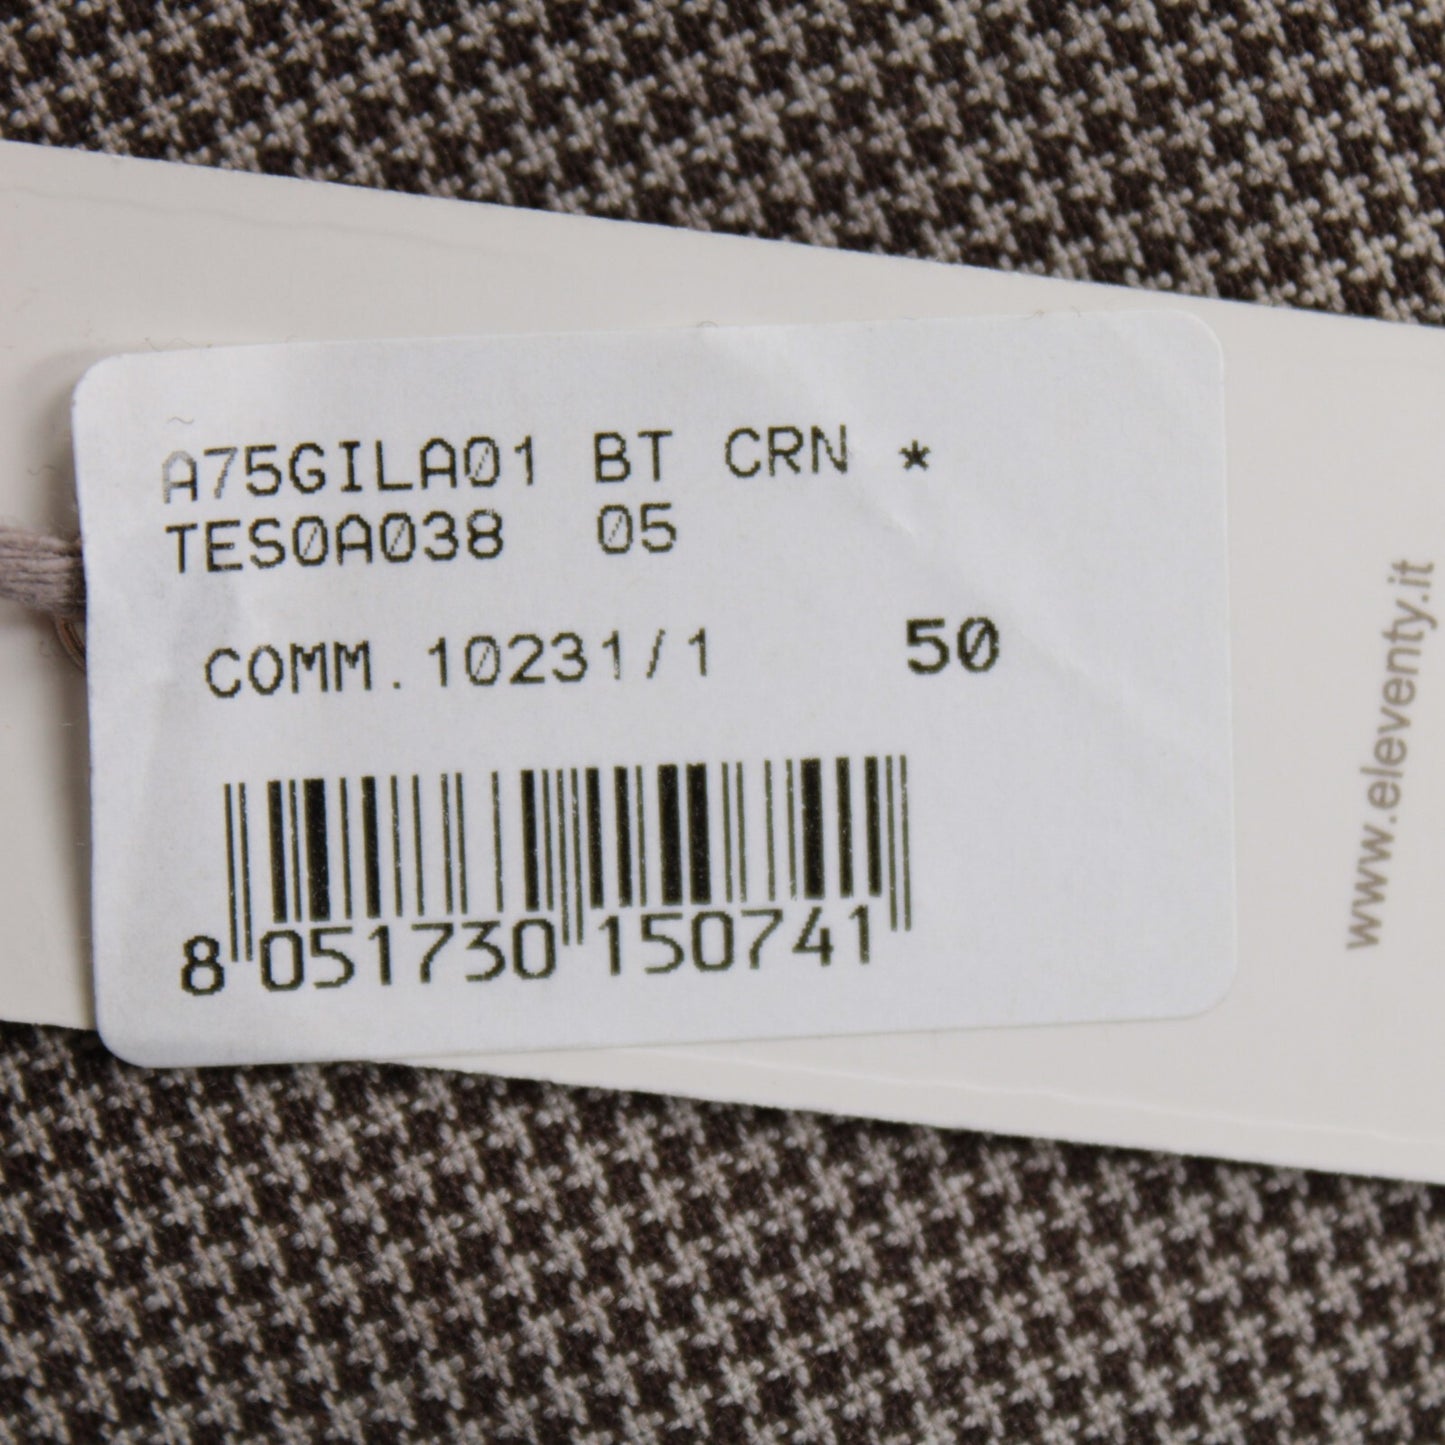 A75GILA01 BT CRN *
TES0A038 05
COMM.10231/1 50
8 051730 150741
www.eleventy.it